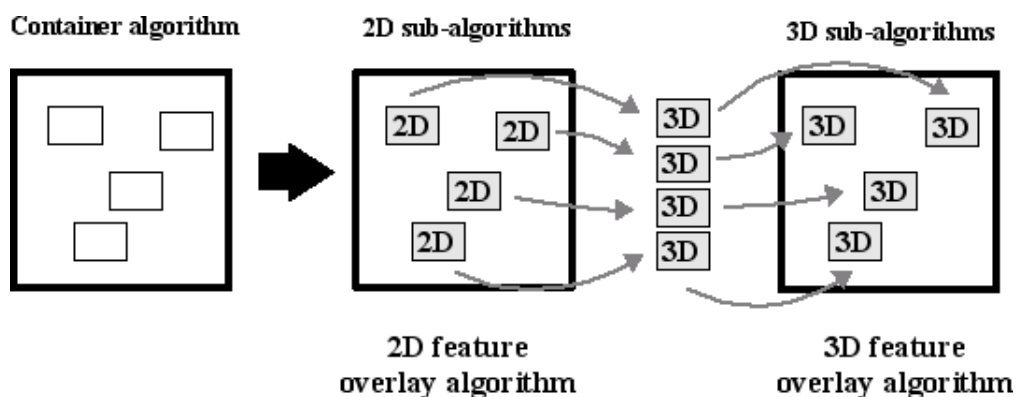 Container algorithm
2D sub-algorithms
3D sub-algorithms
2D
2D
2D
2D
3D
3D
3D
3D
3D
3D
3D
3D
2D feature
overlay algorithm
3D feature
overlay algorithm